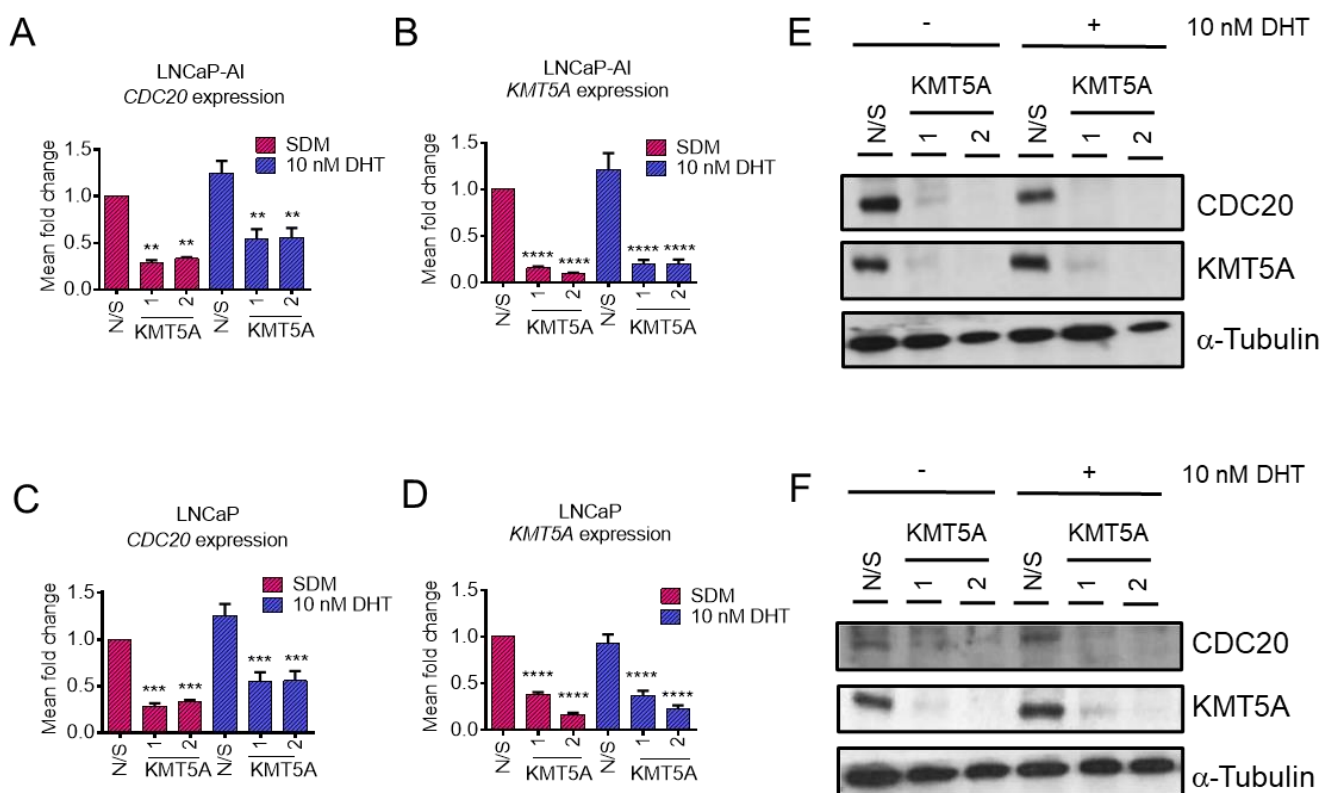 A
LNCaP-AI
CDC20 expression
SDM
10 nM DHT
Mean fold change
1.5
1.0
0.5
0.0
** ** ** **
N/S 1 2 N/S 1 2
KMT5A KMT5A
B
LNCaP-AI
KMT5A expression
SDM
10 nM DHT
Mean fold change
1.5
1.0
0.5
0.0
**** **** **** ****
N/S 1 2 N/S 1 2
KMT5A KMT5A
E
- + 10 nM DHT
KMT5A KMT5A
N/S 1 2 N/S 1 2
CDC20
KMT5A
α-Tubulin
C
LNCaP
CDC20 expression
SDM
10 nM DHT
Mean fold change
1.5
1.0
0.5
0.0
*** *** *** ***
N/S 1 2 N/S 1 2
KMT5A KMT5A
D
LNCaP
KMT5A expression
SDM
10 nM DHT
Mean fold change
1.5
1.0
0.5
0.0
**** **** **** ****
N/S 1 2 N/S 1 2
KMT5A KMT5A
F
- + 10 nM DHT
KMT5A KMT5A
N/S 1 2 N/S 1 2
CDC20
KMT5A
α-Tubulin